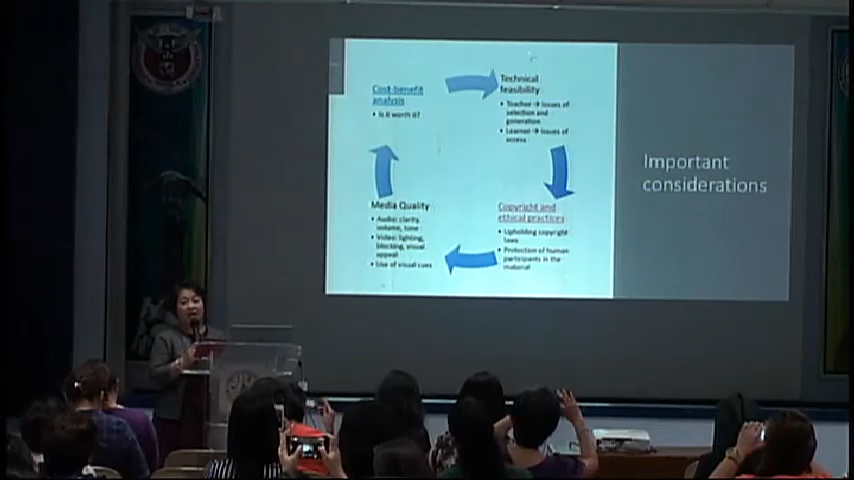 Cost-benefit
analysis
• Is it worth it?
Technical
feasibility
• Teacher → issues of
selection and
generation
• Learner → issues of
access
Copyright and
ethical practices
• Upholding copyright
laws
• Protection of human
participants in the
material
Media Quality
• Audio: clarity,
volume, tone
• Video: lighting,
blocking, visual
appeal
• Use of visual cues
Important
considerations